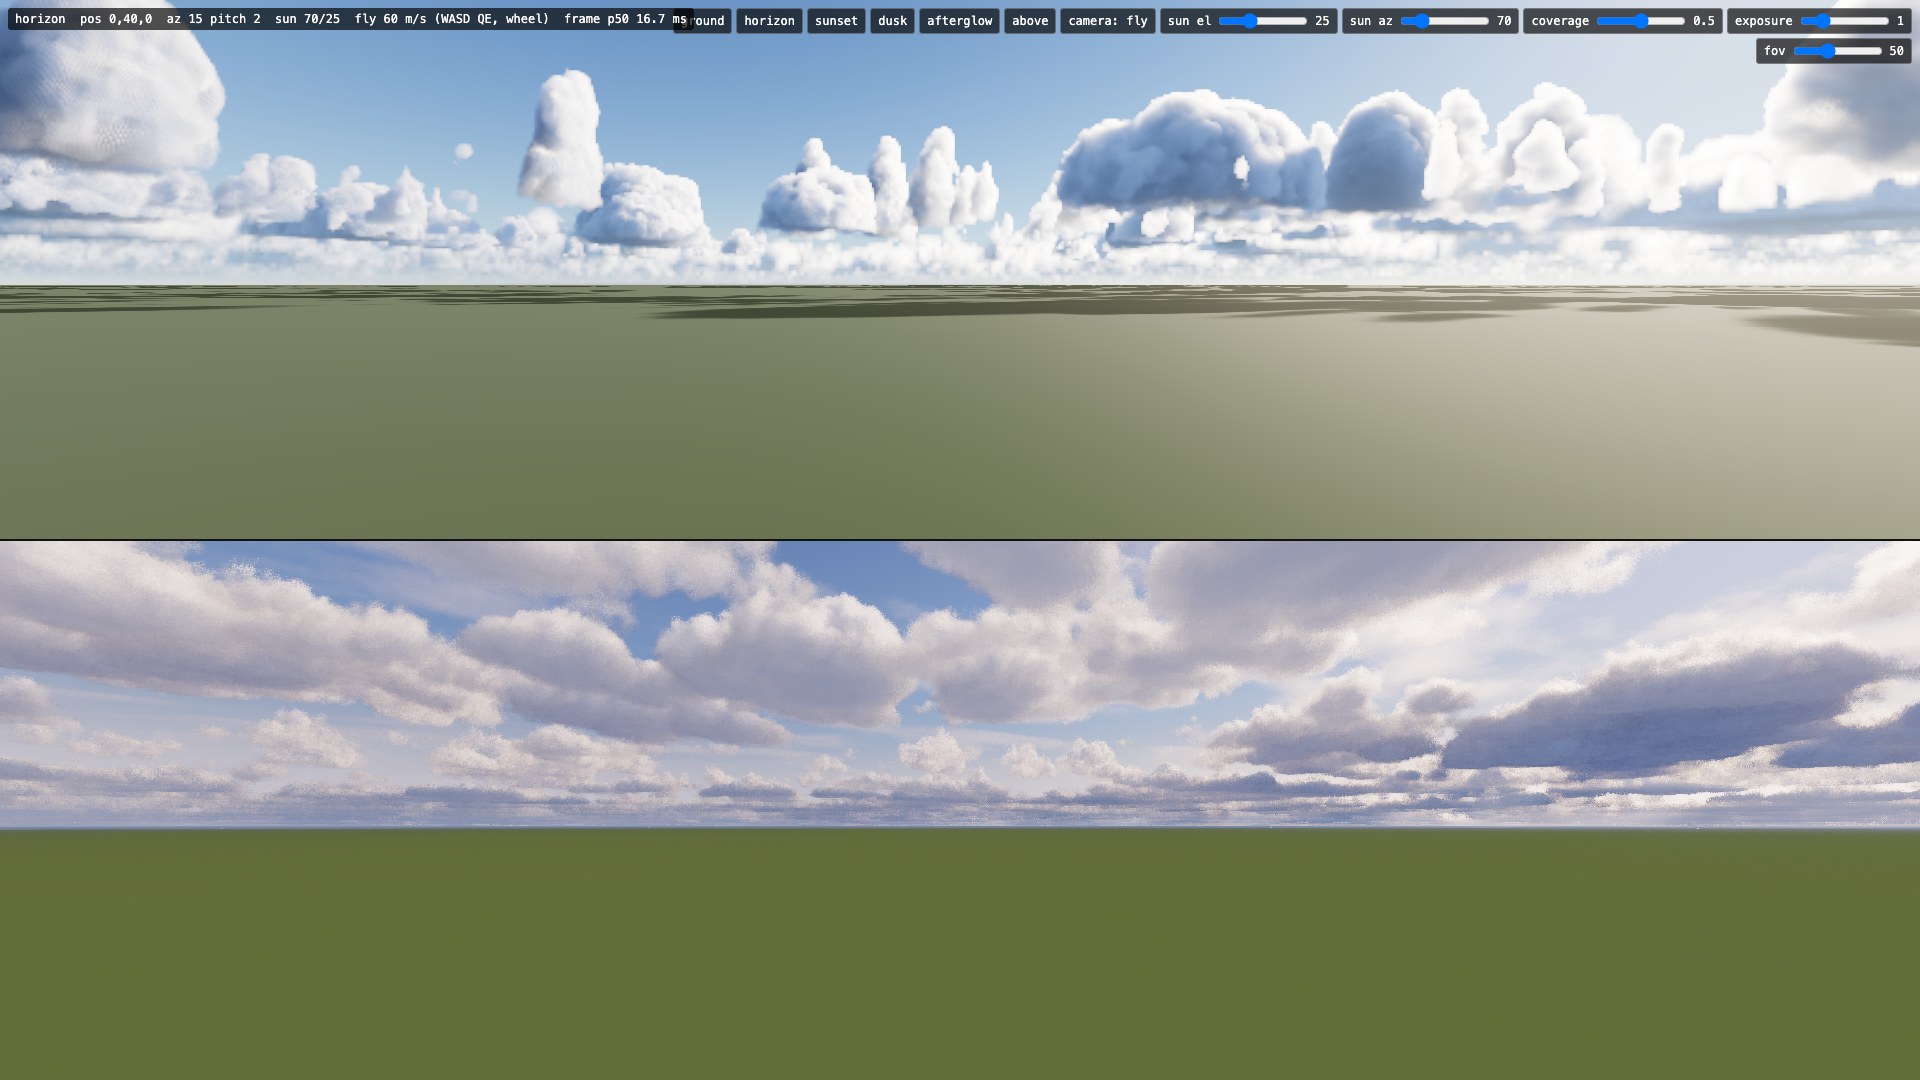 horizon pos 0,40,0 az 15 pitch 2 sun 70/25 fly 60 m/s (WASD QE, wheel) frame p50 16.7 ms
horizon sunset dusk afterglow above camera: fly sun el 25 sun az 70 coverage 0.5 exposure 1
fov 50